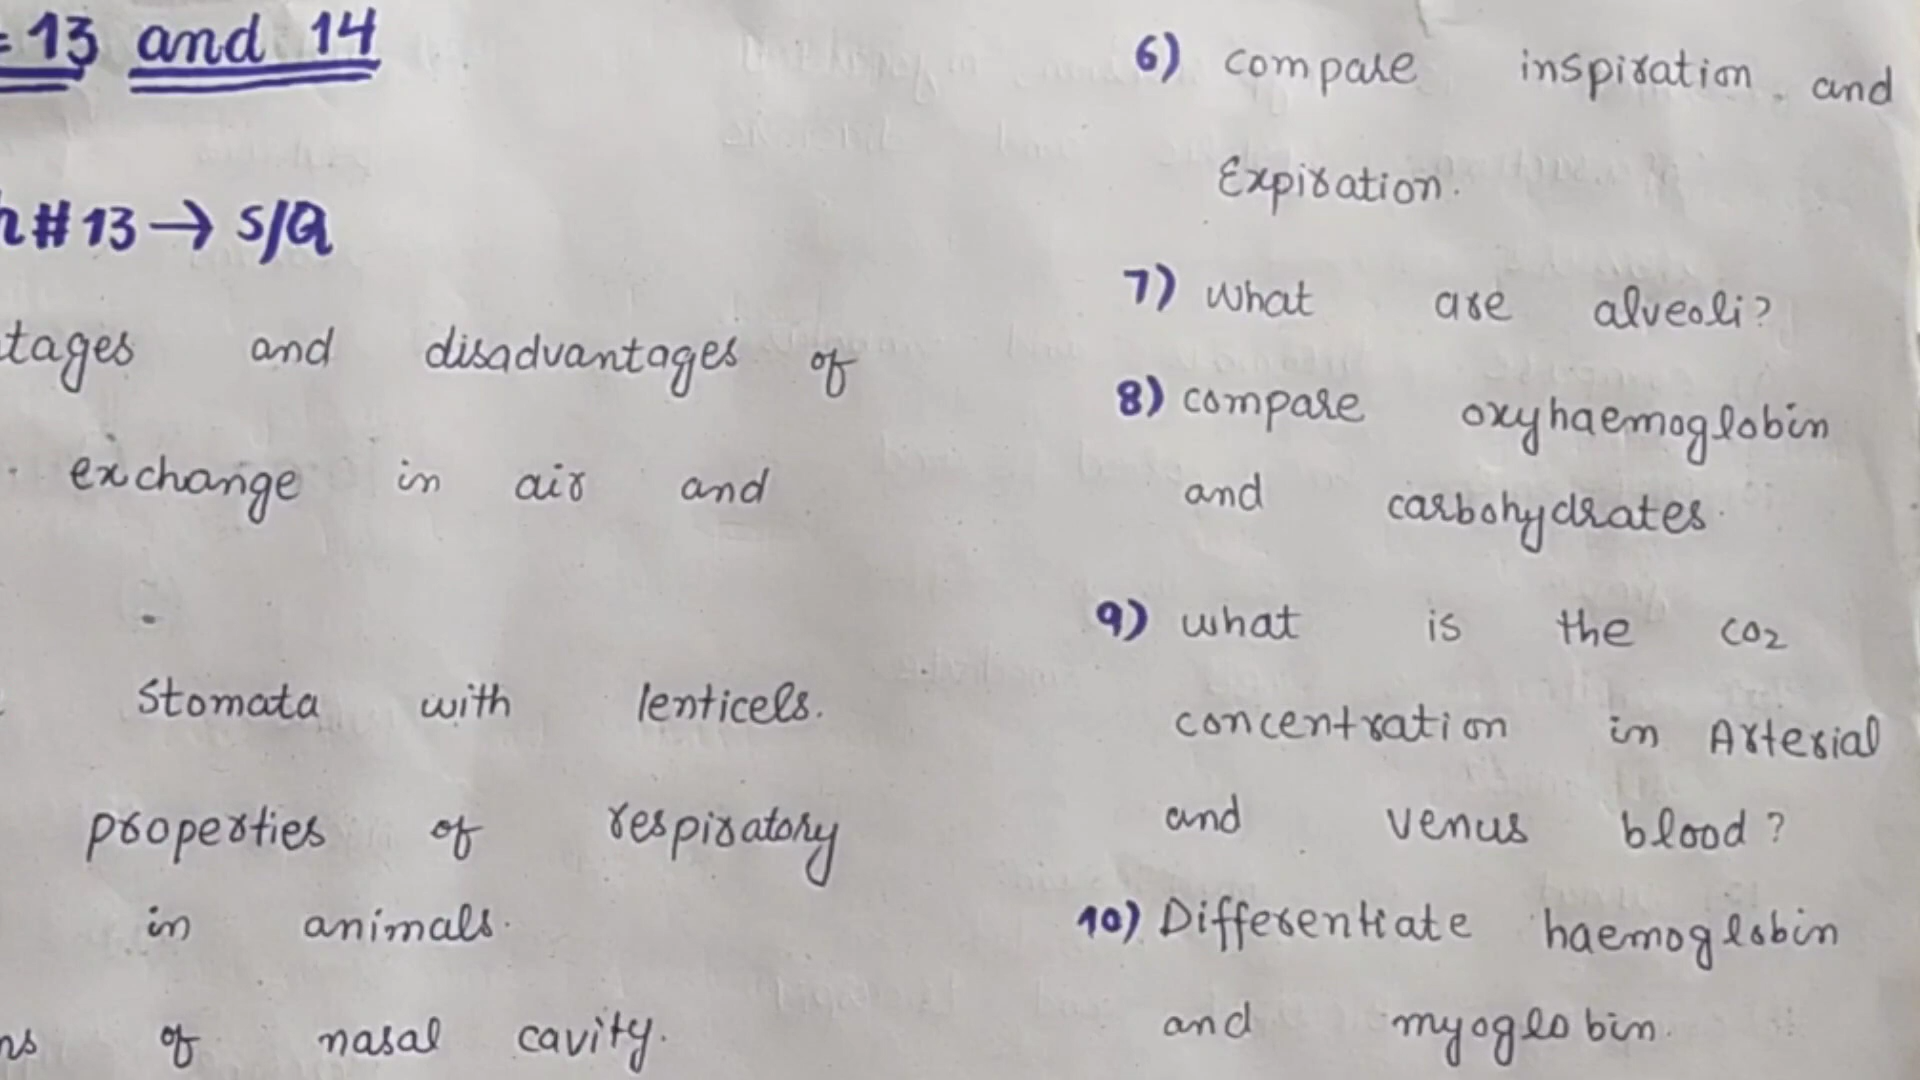 = 13 and 14
# 13 → S/Q
and disadvantages of
exchange in air and
Stomata with lenticels.
properties of respiratory
in animals.
of nasal cavity.
6) compare inspiration and
Expiration.
7) What are alveoli?
8) compare oxyhaemoglobin
and carbohydrates.
9) what is the CO2
concentration in Arterial
and venus blood?
10) Differentiate haemoglobin
and myoglobin.